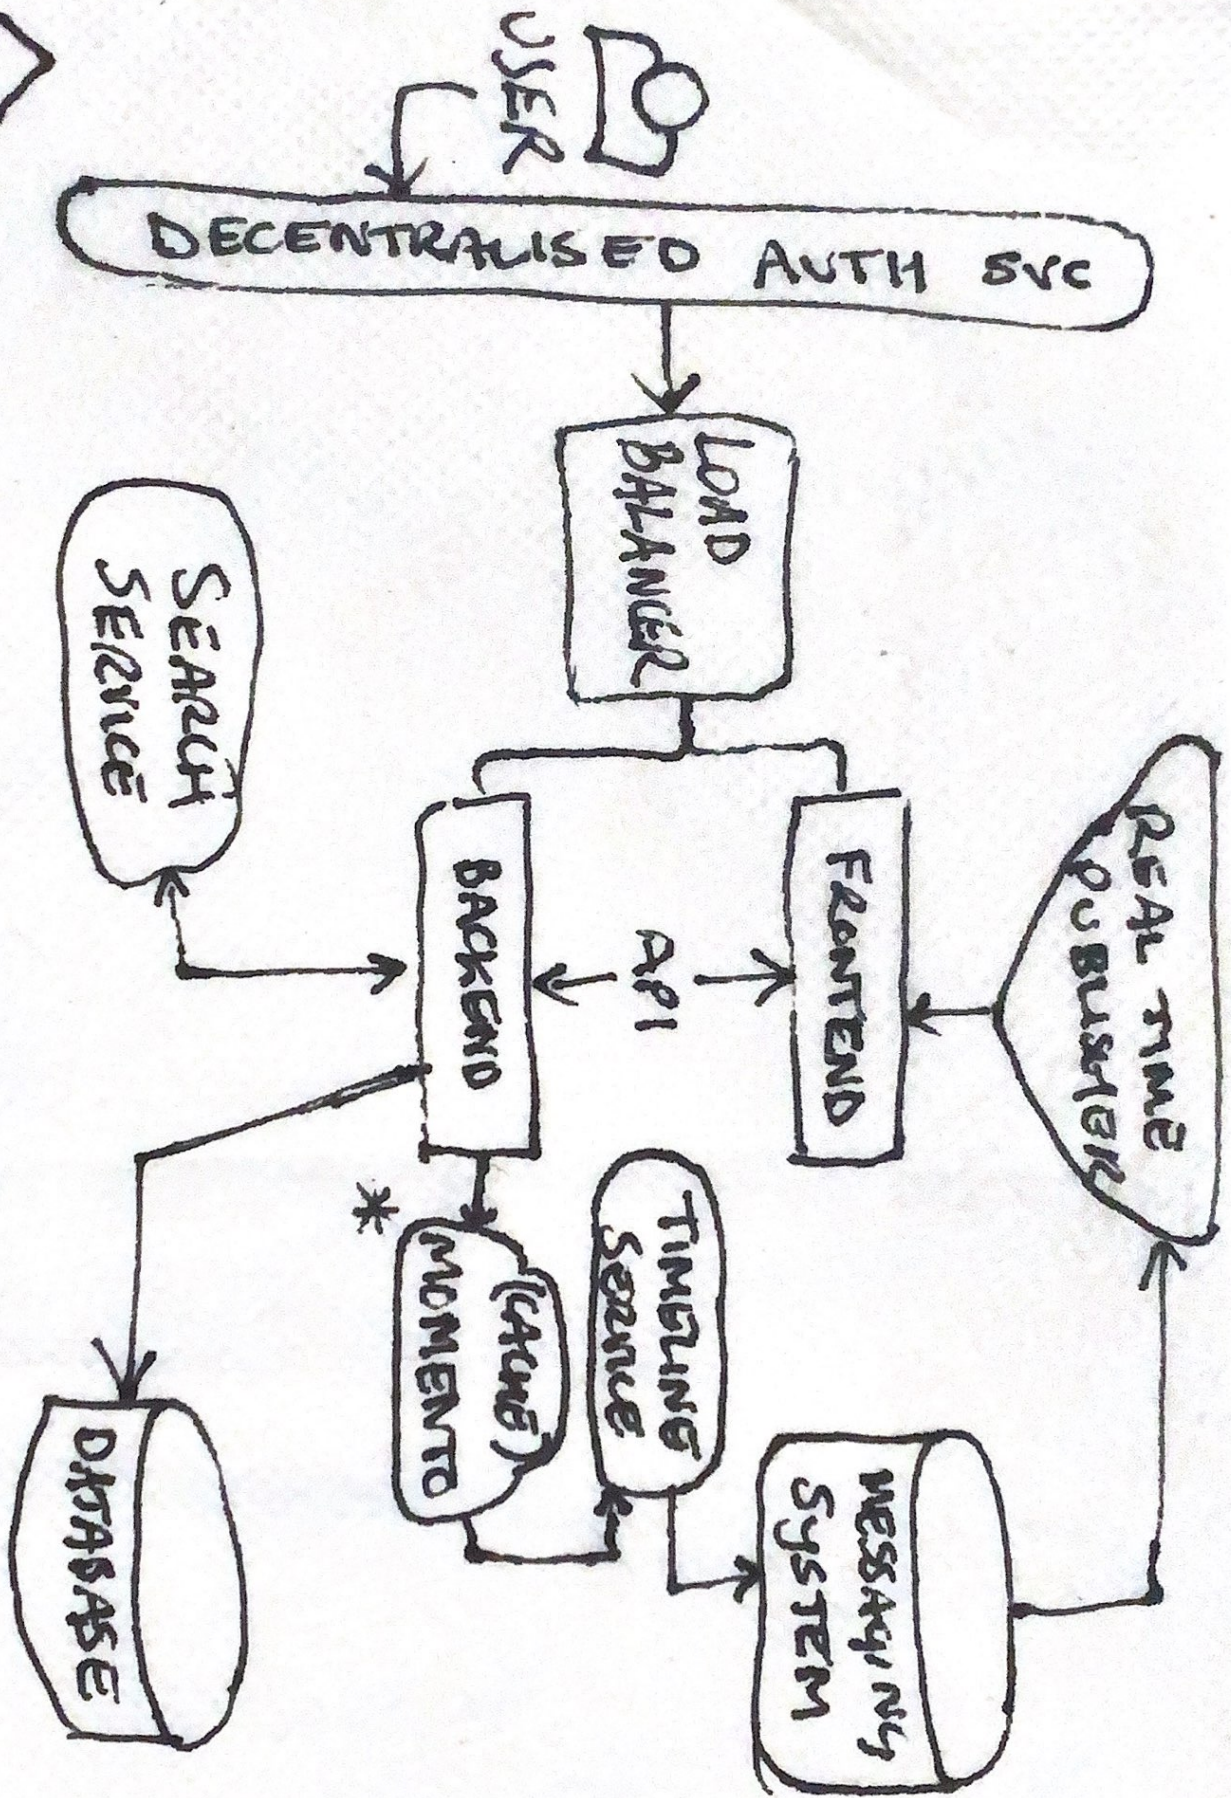 USER
DECENTRALISED AUTH SVC
LOAD
BALANCER
REAL TIME
PUBLISHER
FRONTEND
API
BACKEND
SEARCH
SERVICE
MESSAGING
SYSTEM
TIMELINE
SERVICE
(CACHE)
* MOMENTO
DATABASE